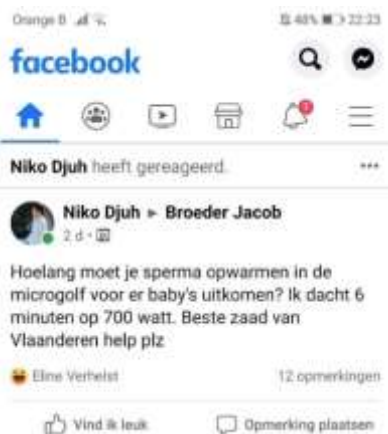 Orange B 48% 22:23
facebook
Niko Djuh heeft gereageerd.
Niko Djuh ▸ Broeder Jacob
2 d
Hoelang moet je sperma opwarmen in de
microgolf voor er baby's uitkomen? Ik dacht 6
minuten op 700 watt. Beste zaad van
Vlaanderen help plz
Eline Verhelst 12 opmerkingen
Vind ik leuk Opmerking plaatsen